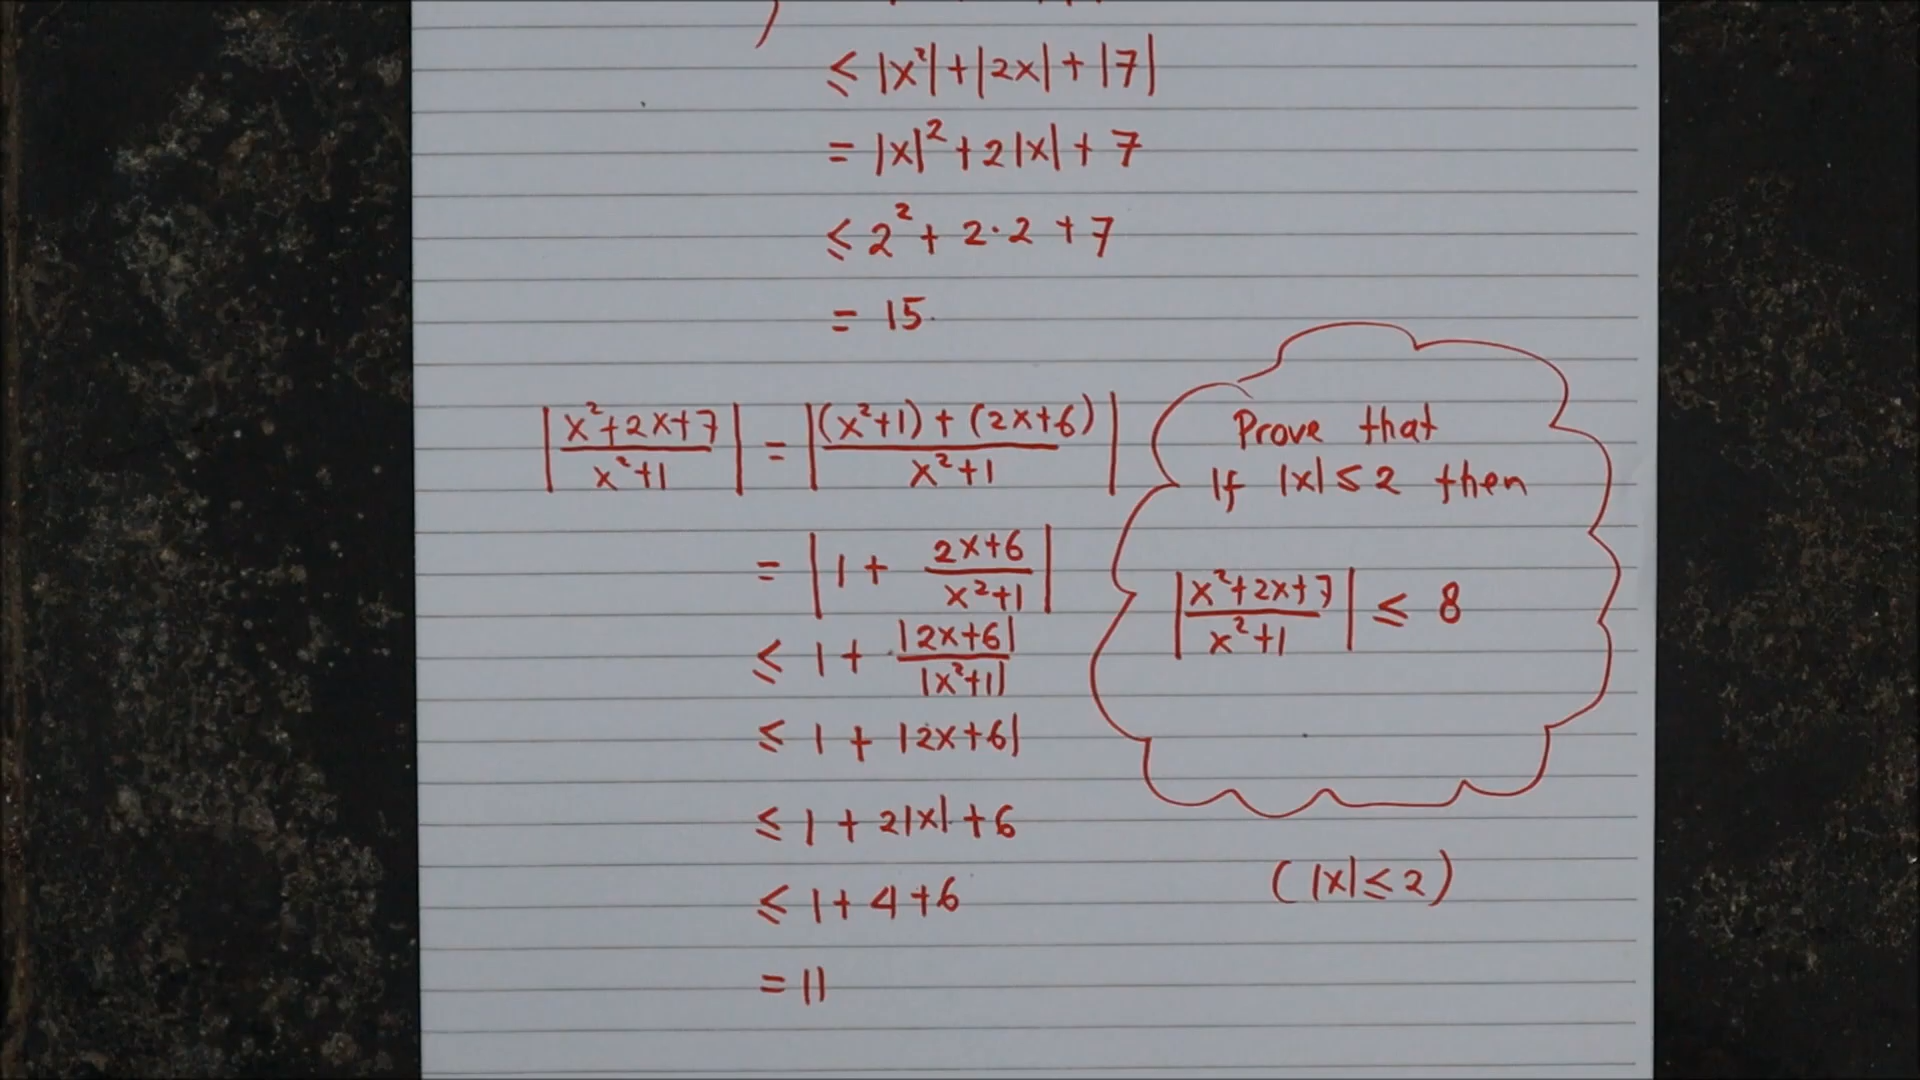 ≤ |x²| + |2x| + |7|
= |x|² + 2|x| + 7
≤ 2² + 2·2 + 7
= 15.
|x²+2x+7 / x²+1| = |(x²+1) + (2x+6) / x²+1|
= |1 + 2x+6 / x²+1|
≤ 1 + |2x+6| / |x²+1|
≤ 1 + |2x+6|
≤ 1 + 2|x| + 6
≤ 1 + 4 + 6
= 11
Prove that
If |x| ≤ 2 then
|x²+2x+7 / x²+1| ≤ 8
(|x| ≤ 2)